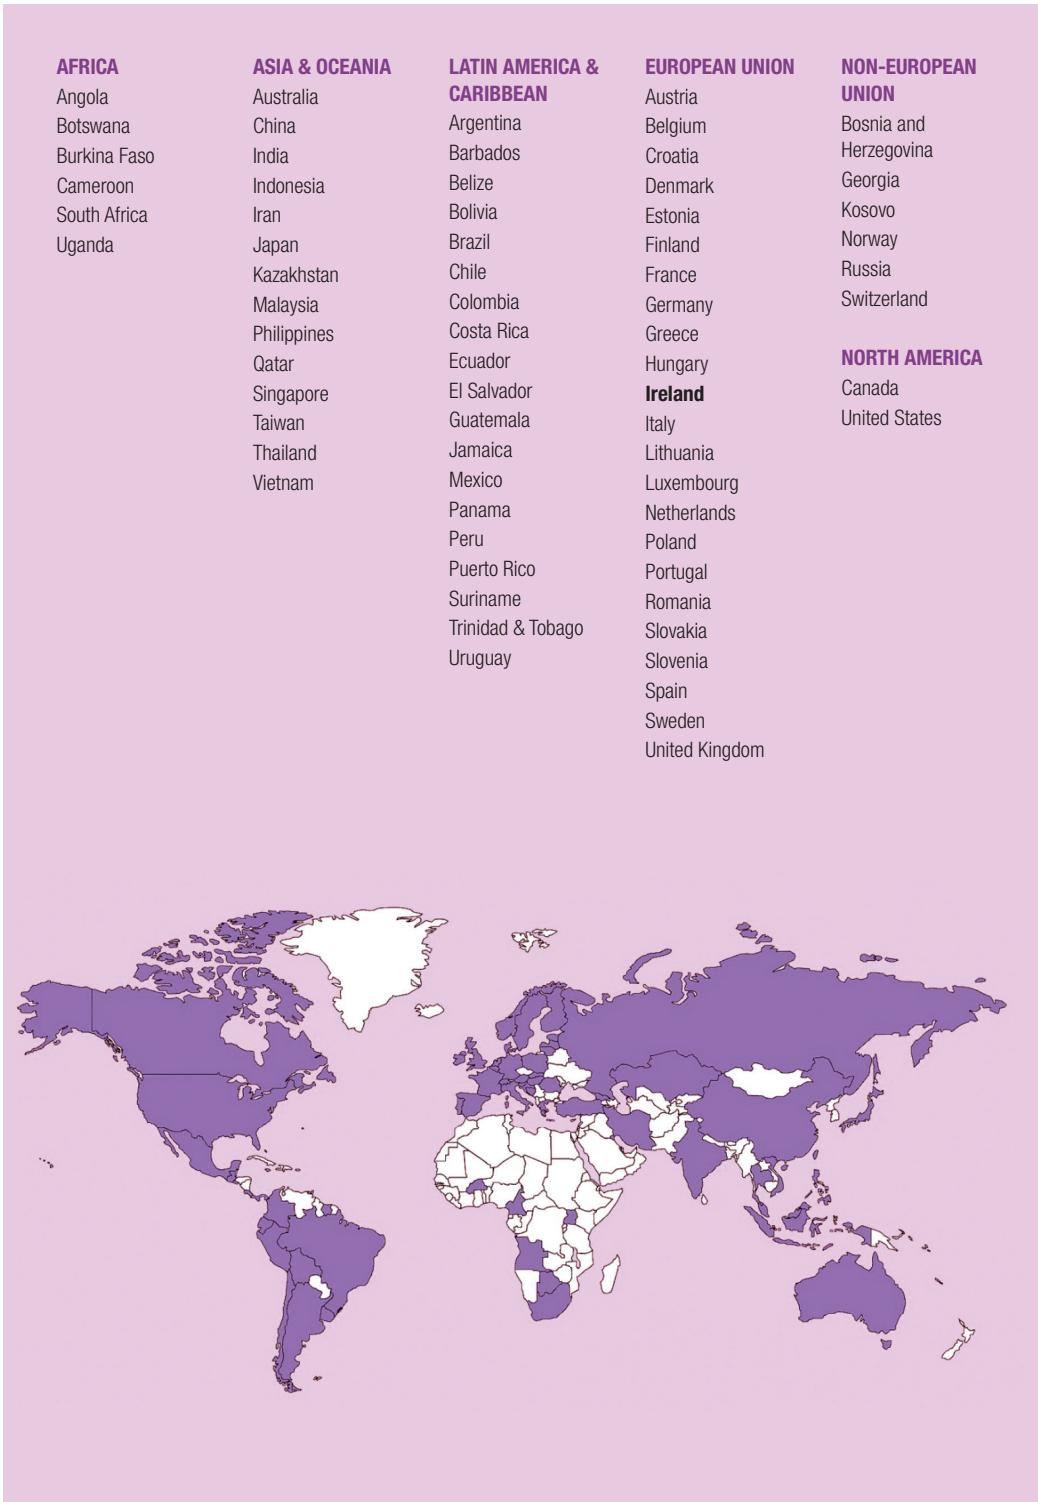 AFRICA
Angola
Botswana
Burkina Faso
Cameroon
South Africa
Uganda
ASIA & OCEANIA
Australia
China
India
Indonesia
Iran
Japan
Kazakhstan
Malaysia
Philippines
Qatar
Singapore
Taiwan
Thailand
Vietnam
LATIN AMERICA &
CARIBBEAN
Argentina
Barbados
Belize
Bolivia
Brazil
Chile
Colombia
Costa Rica
Ecuador
El Salvador
Guatemala
Jamaica
Mexico
Panama
Peru
Puerto Rico
Suriname
Trinidad & Tobago
Uruguay
EUROPEAN UNION
Austria
Belgium
Croatia
Denmark
Estonia
Finland
France
Germany
Greece
Hungary
Ireland
Italy
Lithuania
Luxembourg
Netherlands
Poland
Portugal
Romania
Slovakia
Slovenia
Spain
Sweden
United Kingdom
NON-EUROPEAN
UNION
Bosnia and
Herzegovina
Georgia
Kosovo
Norway
Russia
Switzerland
NORTH AMERICA
Canada
United States